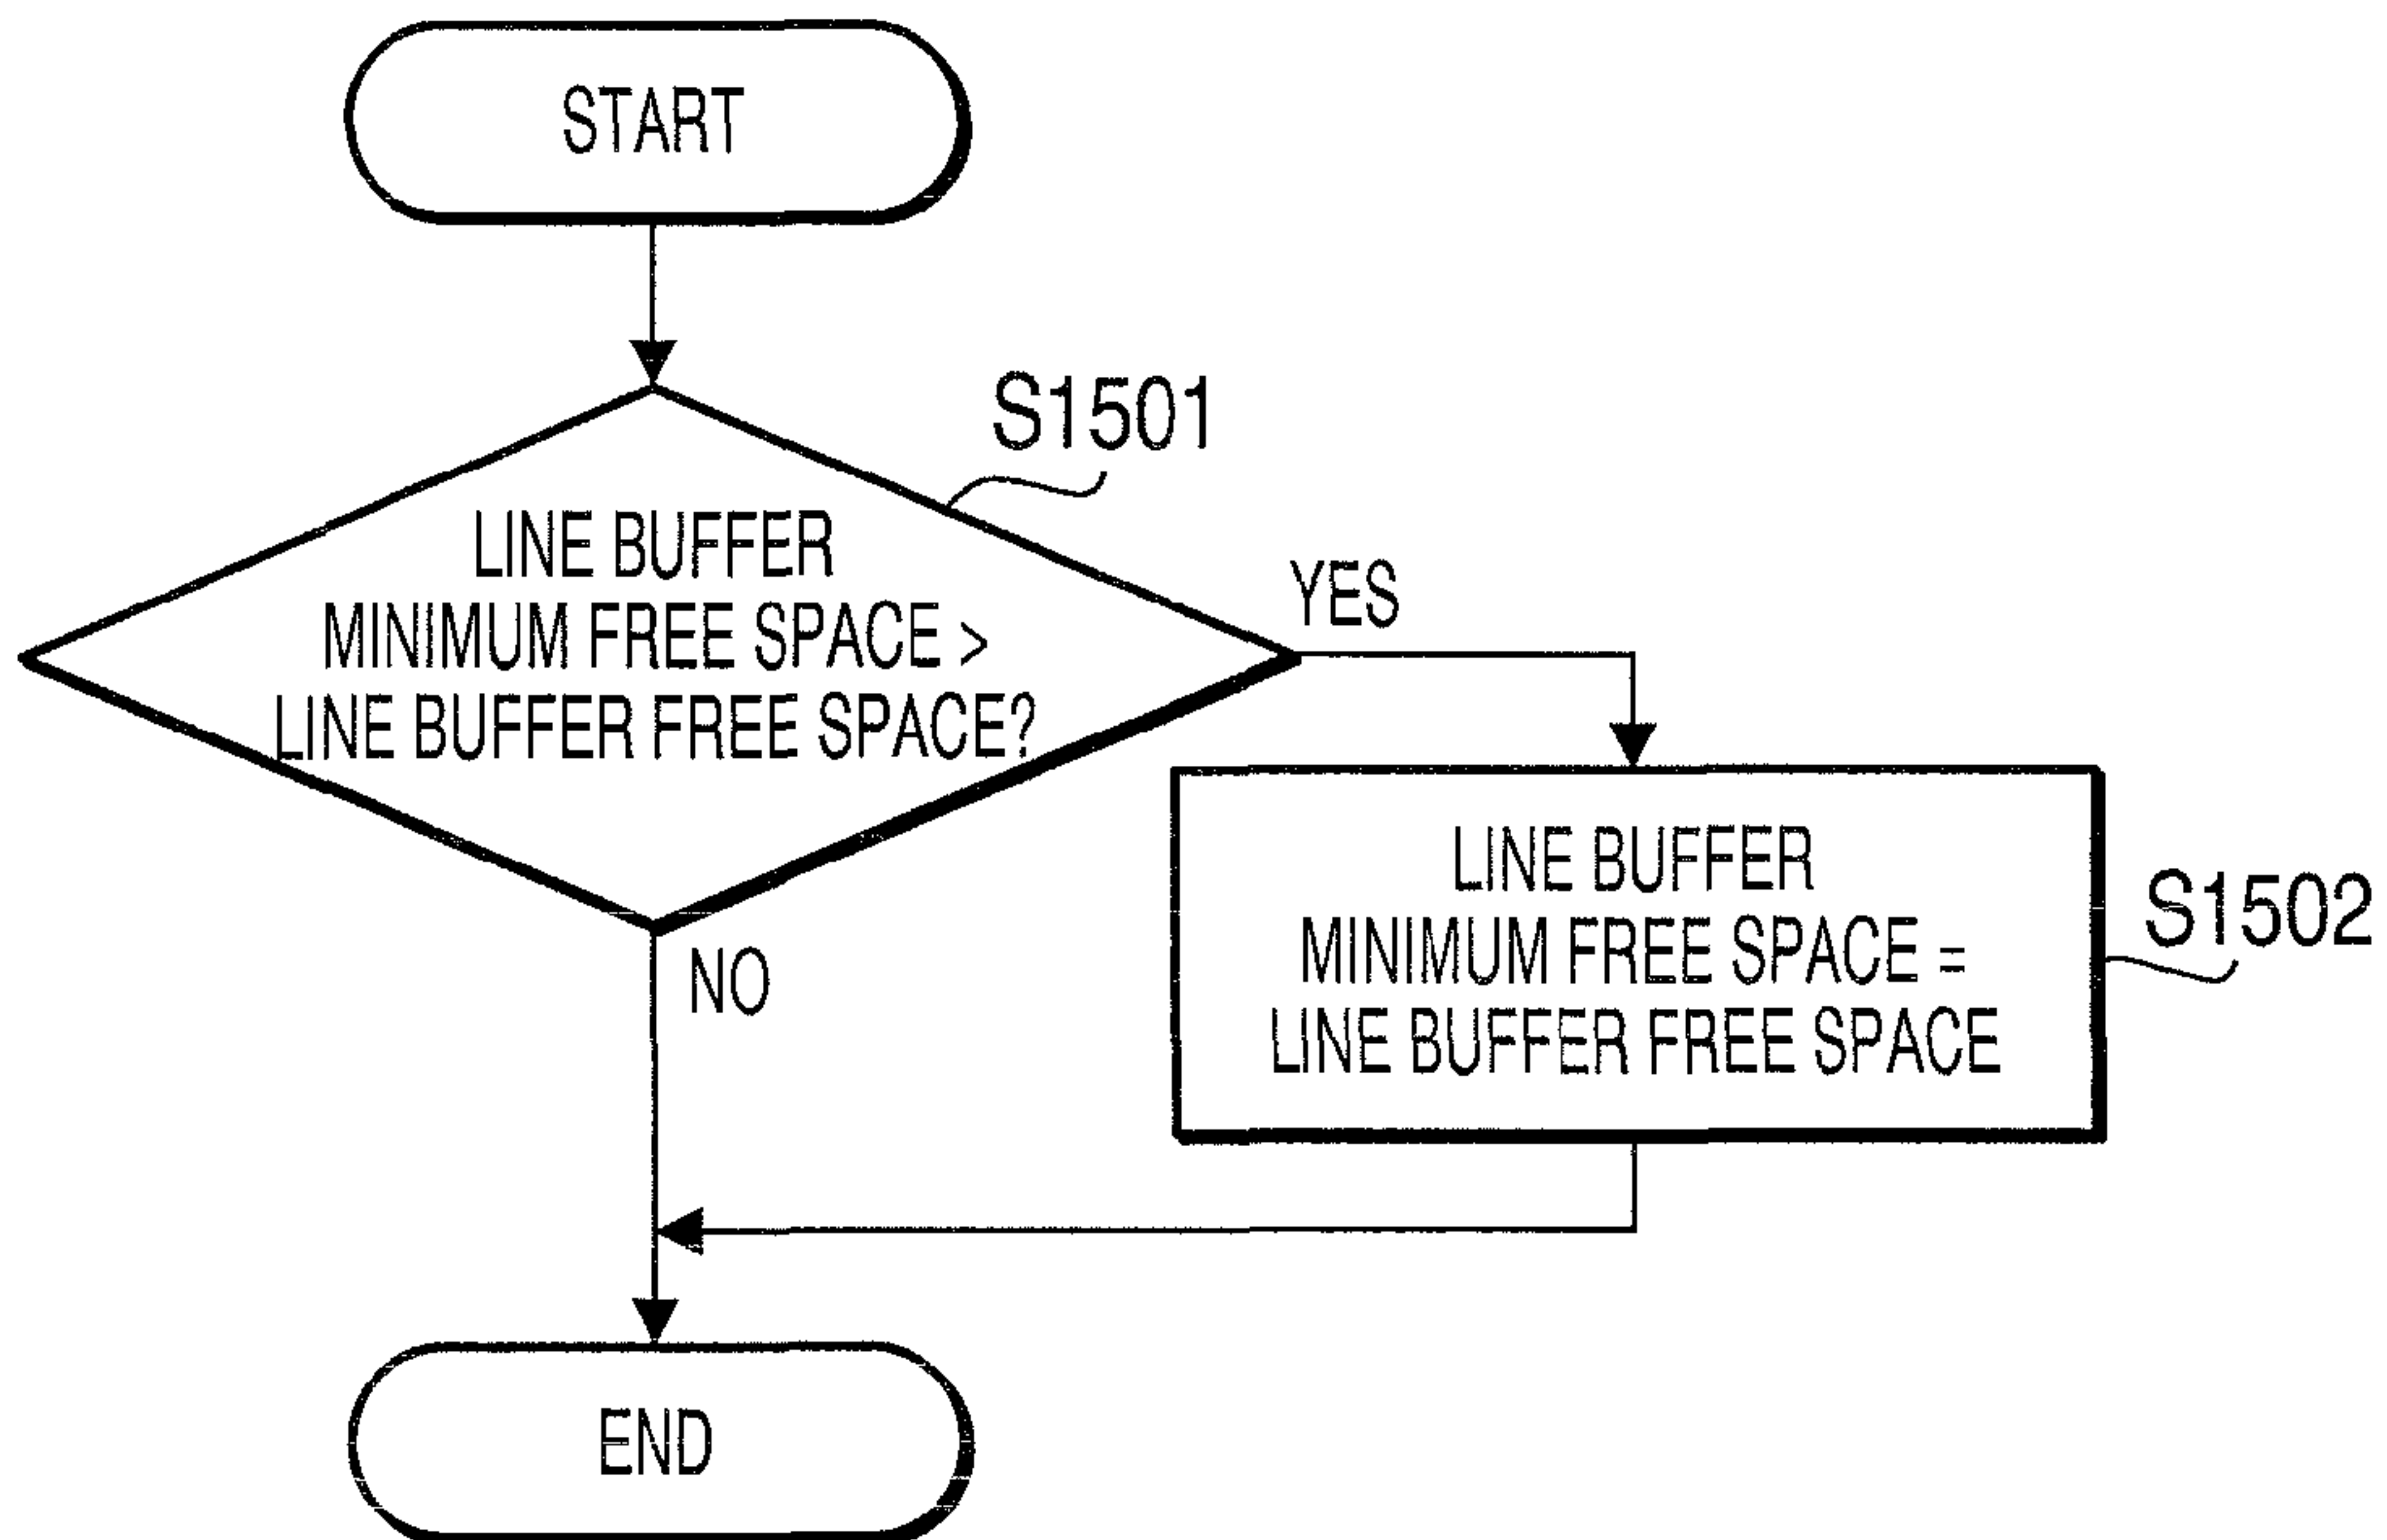 START
S1501
LINE BUFFER
MINIMUM FREE SPACE >
LINE BUFFER FREE SPACE?
YES
NO
LINE BUFFER
MINIMUM FREE SPACE =
LINE BUFFER FREE SPACE
S1502
END